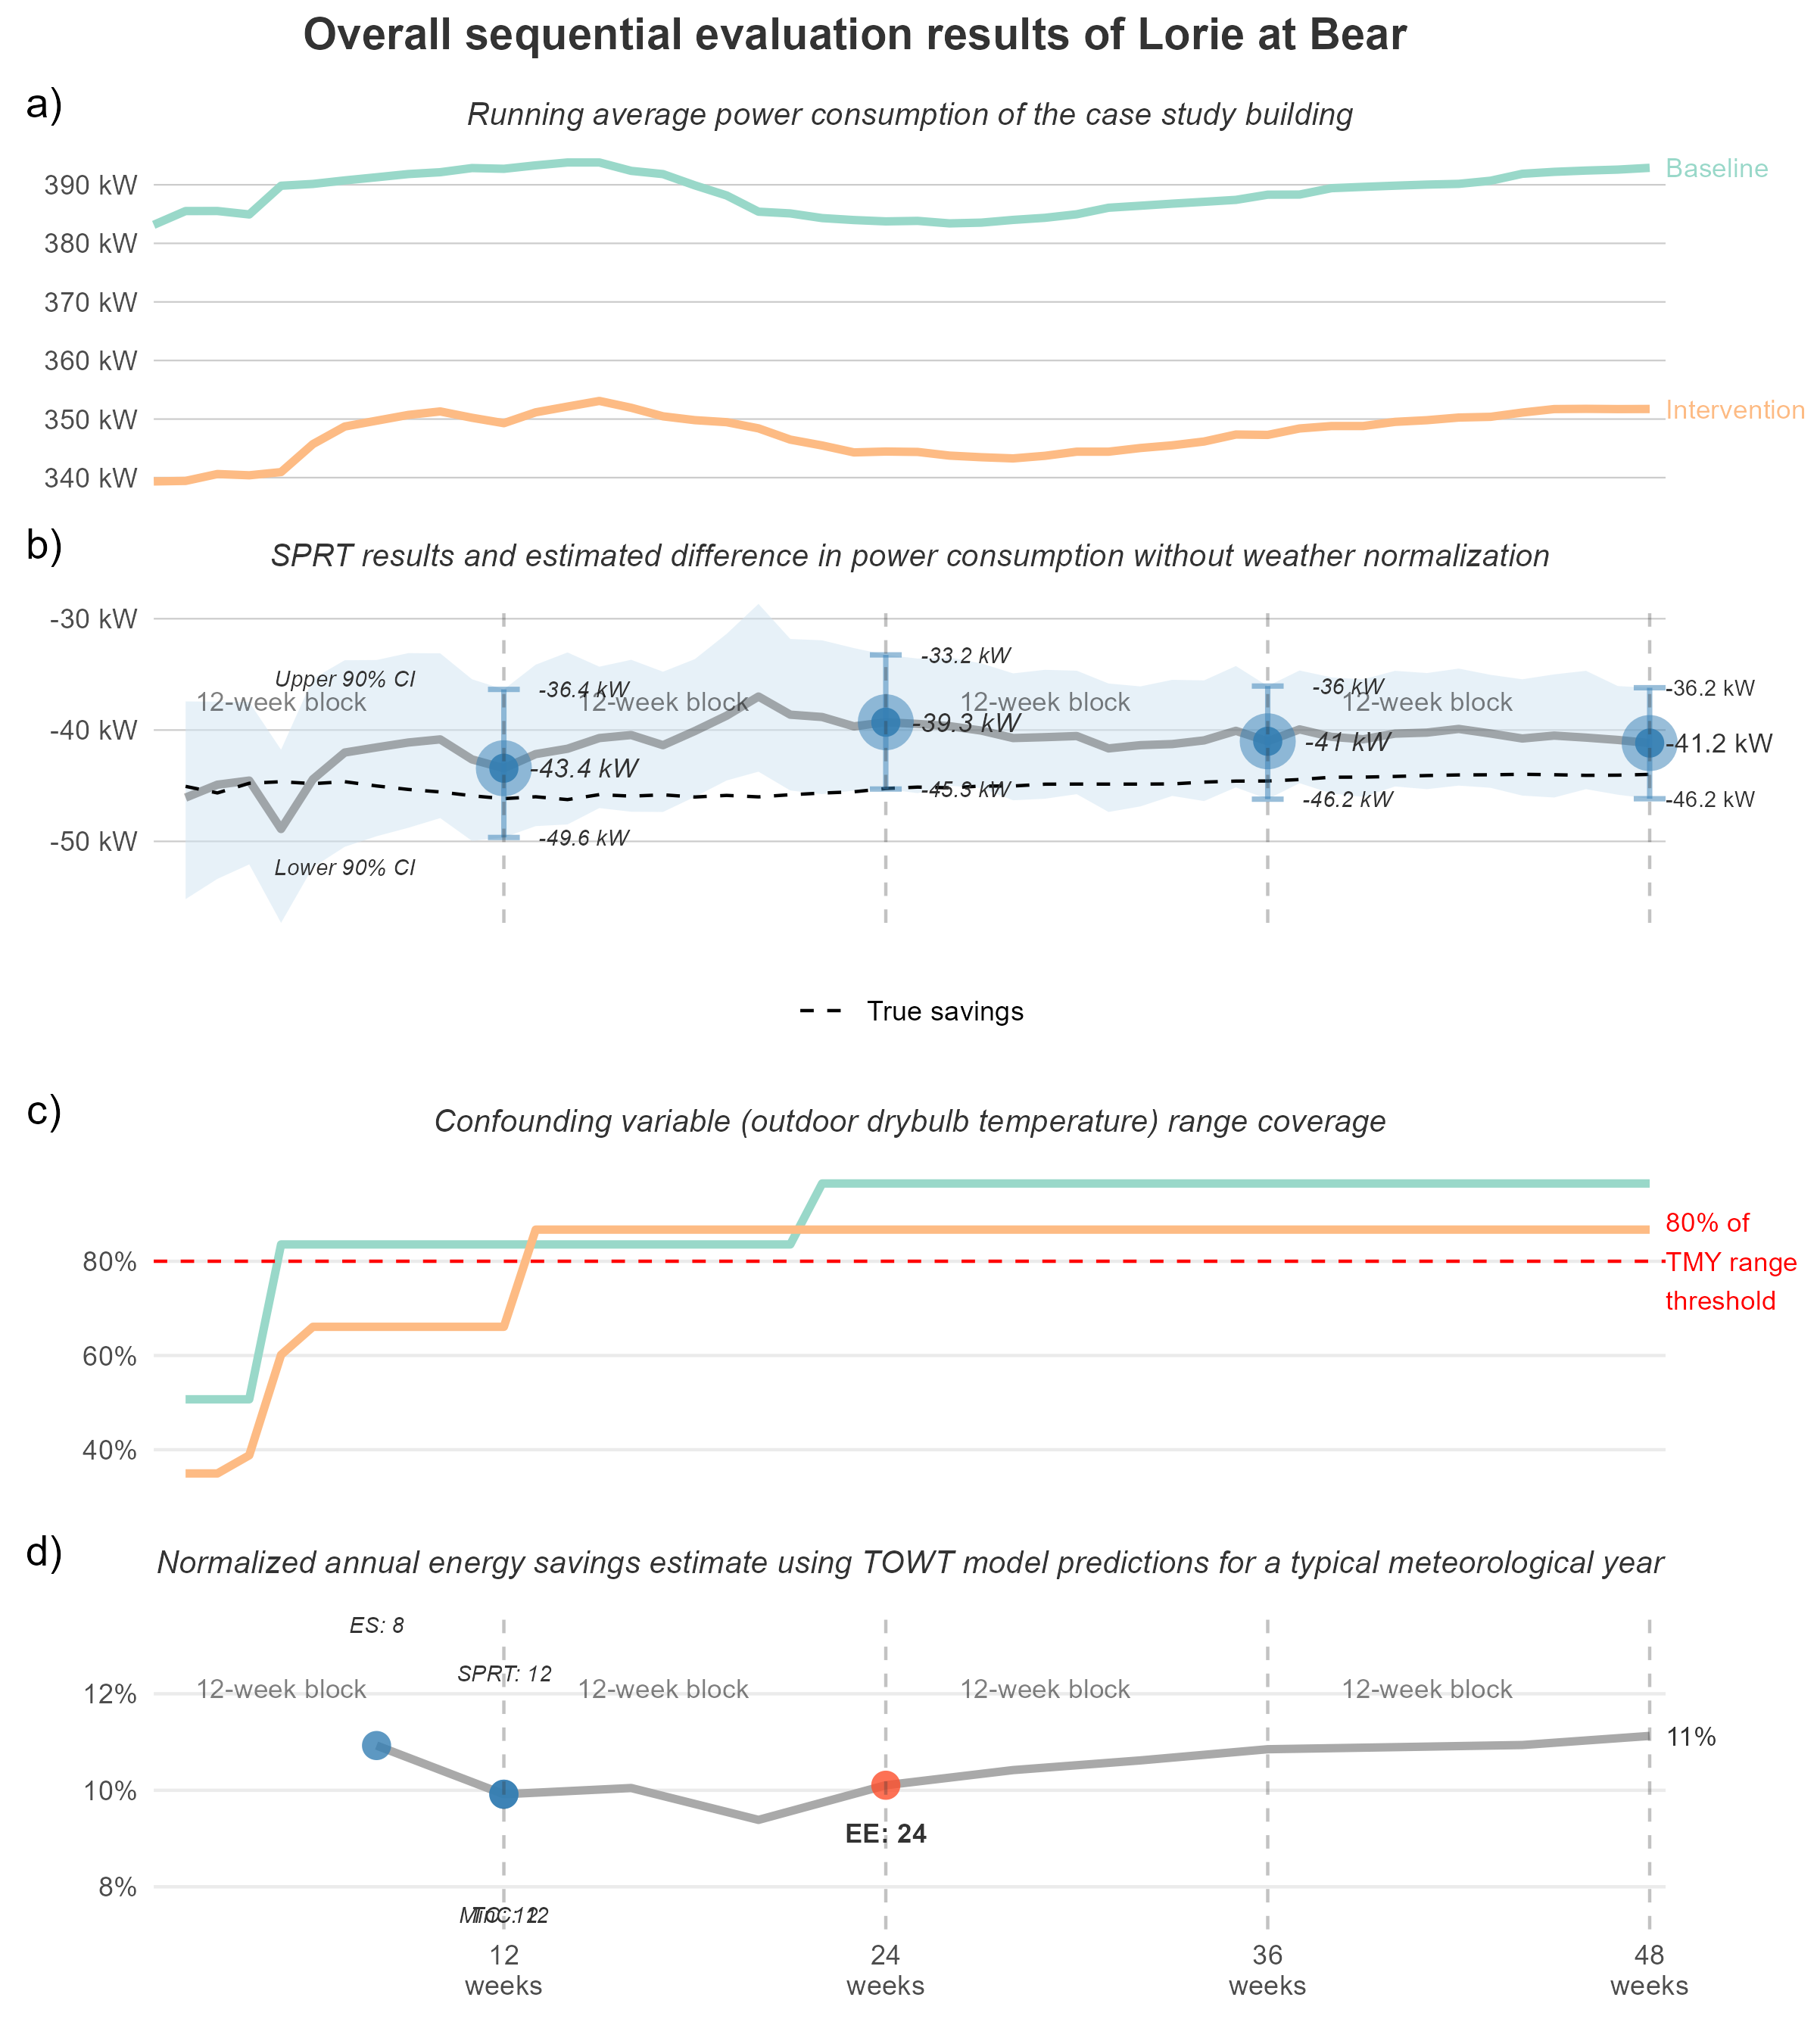 Overall sequential evaluation results of Lorie at Bear
a)
Running average power consumption of the case study building
390 kW
380 kW
370 kW
360 kW
350 kW
340 kW
Baseline
Intervention
b)
SPRT results and estimated difference in power consumption without weather normalization
-30 kW
-40 kW
-50 kW
Upper 90% CI
12-week block
12-week block
12-week block
12-week block
Lower 90% CI
-36.4 kW
-43.4 kW
-49.6 kW
-33.2 kW
-39.3 kW
-45.3 kW
-36 kW
-41 kW
-46.2 kW
-36.2 kW
-41.2 kW
-46.2 kW
True savings
c)
Confounding variable (outdoor drybulb temperature) range coverage
80%
60%
40%
80% of
TMY range
threshold
d)
Normalized annual energy savings estimate using TOWT model predictions for a typical meteorological year
ES: 8
SPRT: 12
12-week block
12-week block
12-week block
12-week block
12%
10%
8%
11%
EE: 24
12
weeks
24
weeks
36
weeks
48
weeks